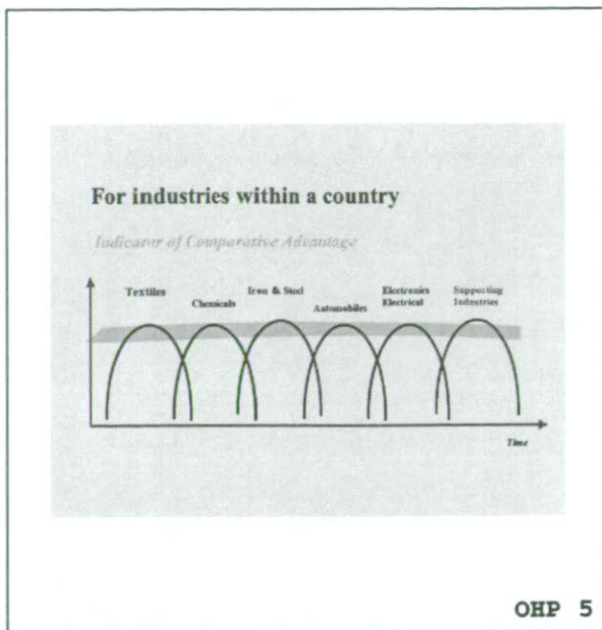 For industries within a country
Indicator of Comparative Advantage
Textiles
Chemicals
Iron & Steel
Automobiles
Electronics
Electrical
Supporting
Industries
Time
OHP 5